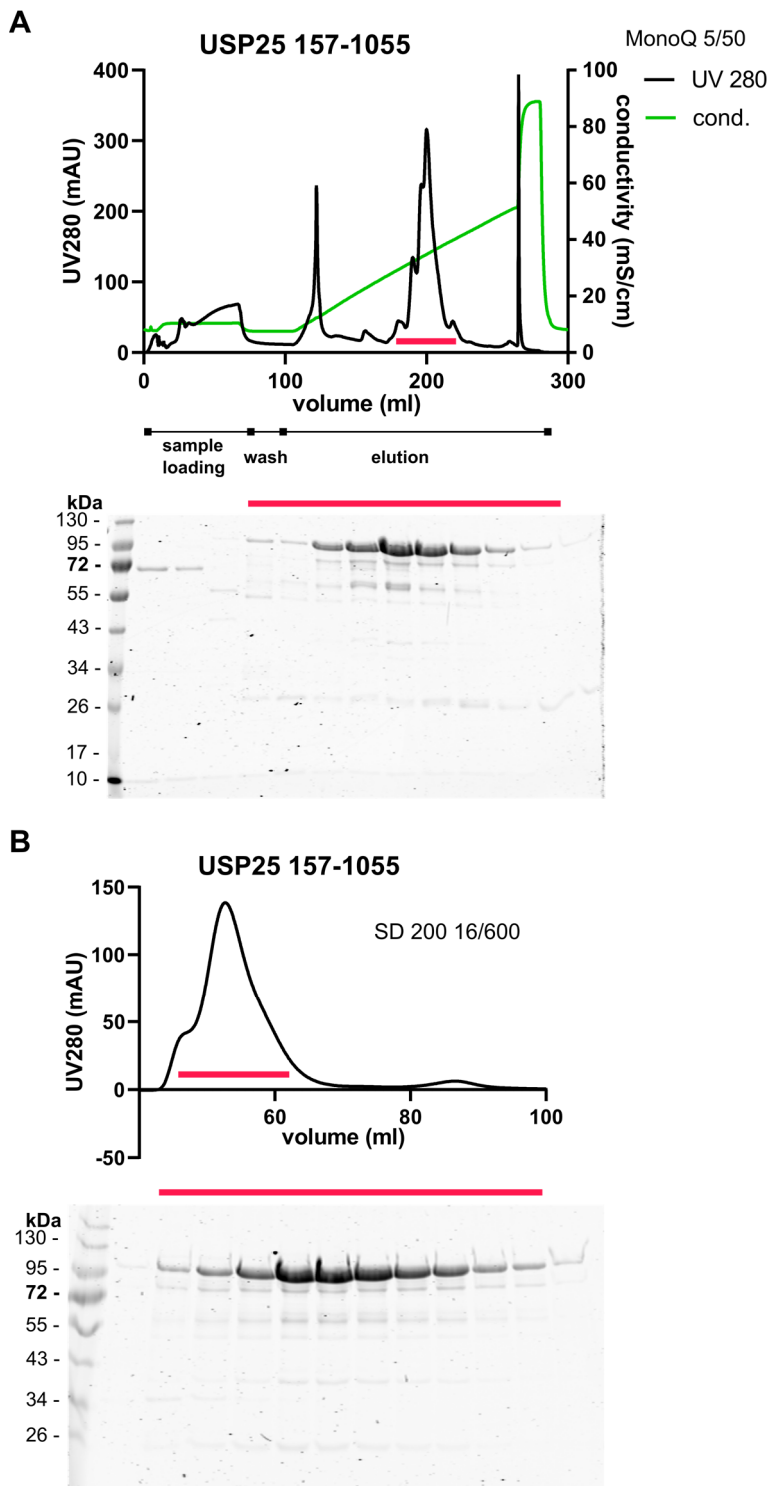 A
USP25 157-1055
MonoQ 5/50
UV 280
cond.
400
300
200
100
0
UV280 (mAU)
100
80
60
40
20
0
conductivity (mS/cm)
0
100
200
300
volume (ml)
sample
loading
wash
elution
kDa
130 -
95 -
72 -
55 -
43 -
34 -
26 -
17 -
10 -
B
USP25 157-1055
SD 200 16/600
150
100
50
0
-50
UV280 (mAU)
60
80
100
volume (ml)
kDa
130 -
95 -
72 -
55 -
43 -
34 -
26 -